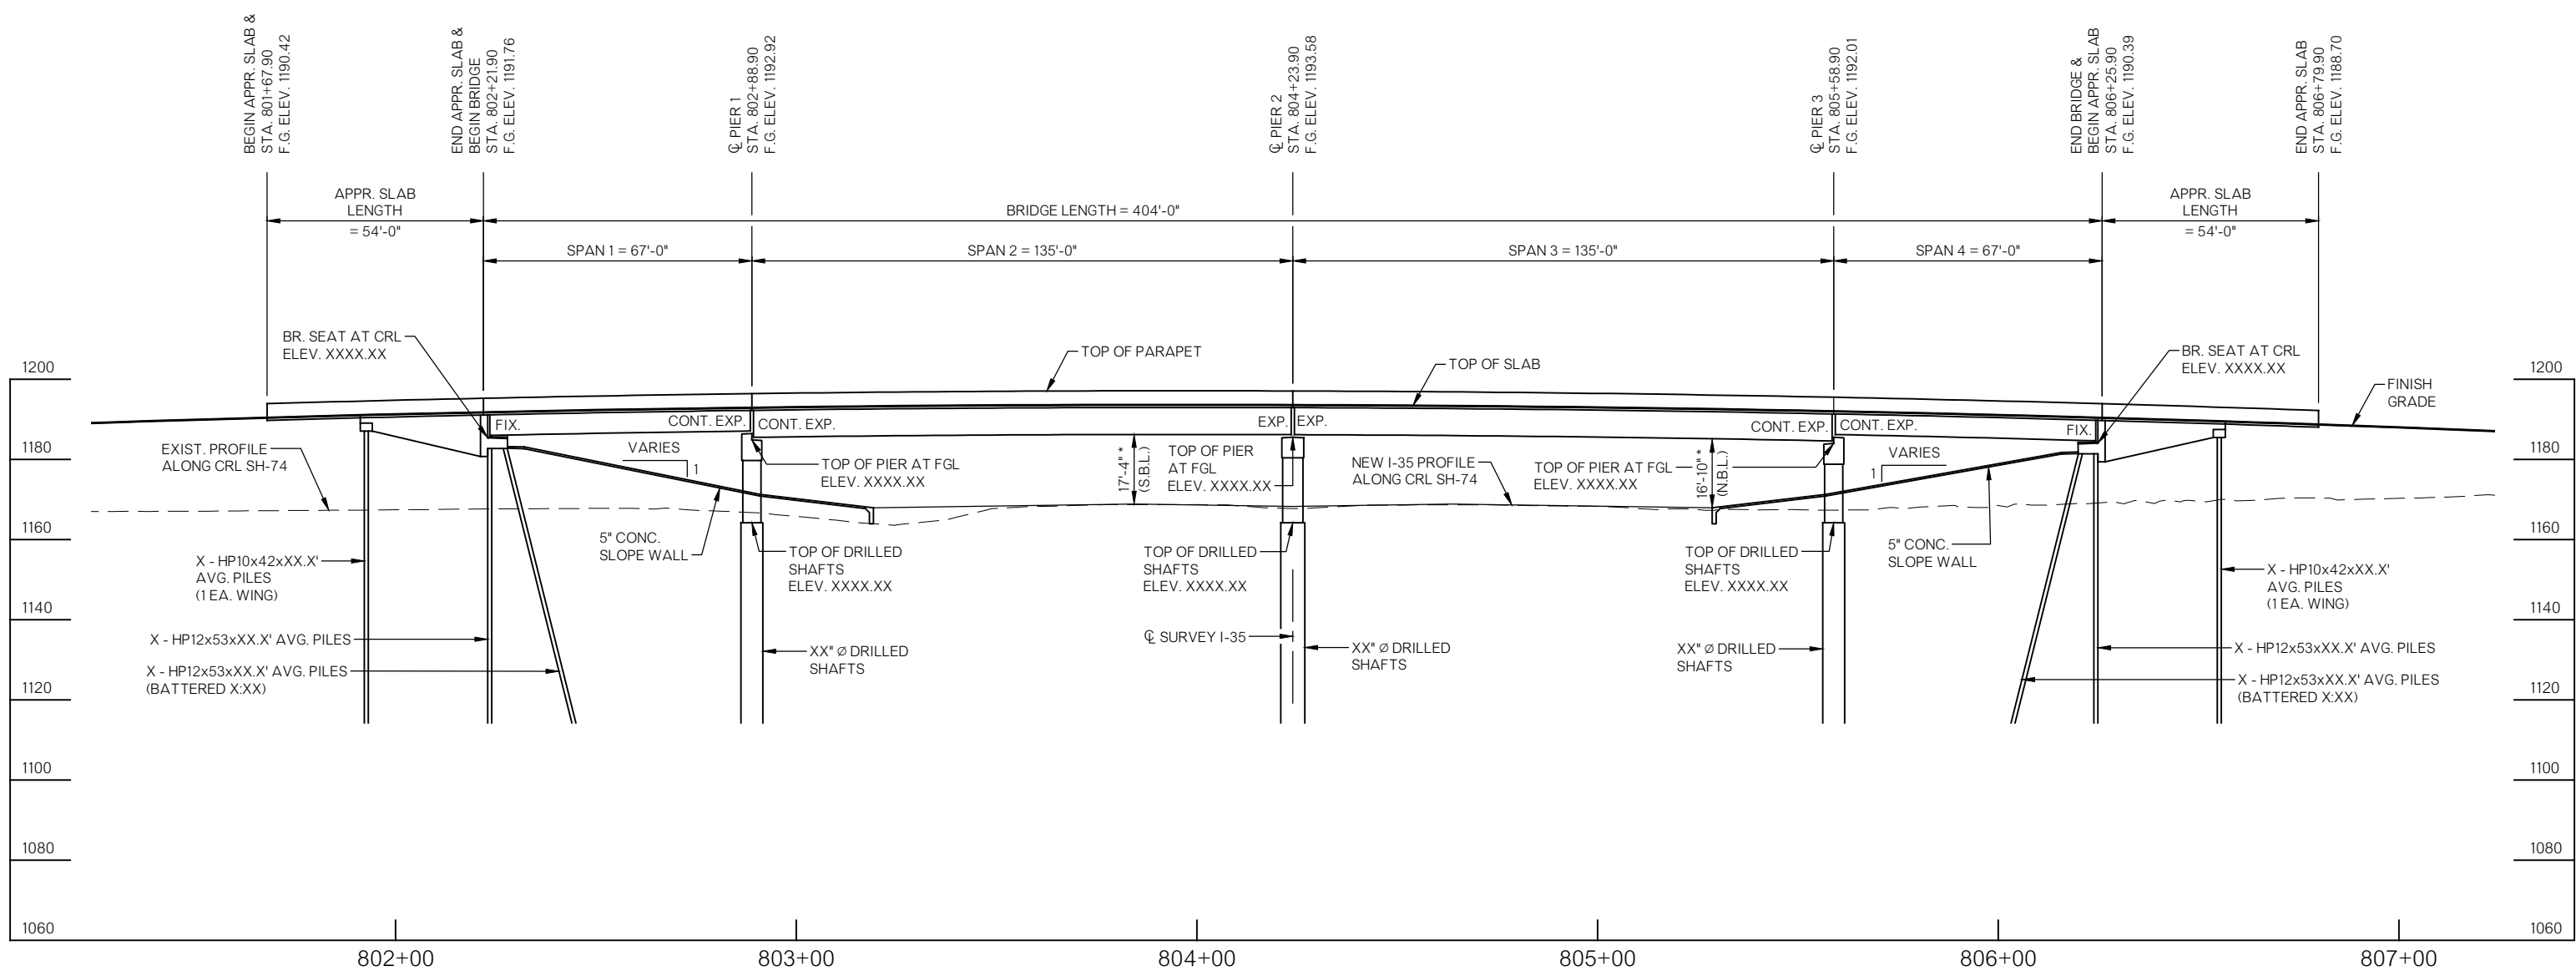 BEGIN APPR. SLAB &
STA. 801+67.90
F.G. ELEV. 1190.42
END APPR. SLAB &
BEGIN BRIDGE
STA. 802+21.90
F.G. ELEV. 1191.76
℄ PIER 1
STA. 802+88.90
F.G. ELEV. 1192.92
℄ PIER 2
STA. 804+23.90
F.G. ELEV. 1193.58
℄ PIER 3
STA. 805+58.90
F.G. ELEV. 1192.01
END BRIDGE &
BEGIN APPR. SLAB
STA. 806+25.90
F.G. ELEV. 1190.39
END APPR. SLAB
STA. 806+79.90
F.G. ELEV. 1188.70
APPR. SLAB
LENGTH
= 54'-0"
BRIDGE LENGTH = 404'-0"
APPR. SLAB
LENGTH
= 54'-0"
SPAN 1 = 67'-0"
SPAN 2 = 135'-0"
SPAN 3 = 135'-0"
SPAN 4 = 67'-0"
BR. SEAT AT CRL
ELEV. XXXX.XX
TOP OF PARAPET
TOP OF SLAB
BR. SEAT AT CRL
ELEV. XXXX.XX
FINISH
GRADE
FIX.
CONT. EXP.
CONT. EXP.
EXP.
EXP.
CONT. EXP.
CONT. EXP.
FIX.
EXIST. PROFILE
ALONG CRL SH-74
VARIES
1
TOP OF PIER AT FGL
ELEV. XXXX.XX
17'-4" *
(S.B.L.)
TOP OF PIER
AT FGL
ELEV. XXXX.XX
NEW I-35 PROFILE
ALONG CRL SH-74
TOP OF PIER AT FGL
ELEV. XXXX.XX
16'-10" *
(N.B.L.)
VARIES
1
X - HP10x42xXX.X'
AVG. PILES
(1 EA. WING)
5" CONC.
SLOPE WALL
TOP OF DRILLED
SHAFTS
ELEV. XXXX.XX
TOP OF DRILLED
SHAFTS
ELEV. XXXX.XX
TOP OF DRILLED
SHAFTS
ELEV. XXXX.XX
5" CONC.
SLOPE WALL
X - HP10x42xXX.X'
AVG. PILES
(1 EA. WING)
X - HP12x53xXX.X' AVG. PILES
X - HP12x53xXX.X' AVG. PILES
(BATTERED X:XX)
XX" Ø DRILLED
SHAFTS
℄ SURVEY I-35
XX" Ø DRILLED
SHAFTS
XX" Ø DRILLED
SHAFTS
X - HP12x53xXX.X' AVG. PILES
X - HP12x53xXX.X' AVG. PILES
(BATTERED X:XX)
1200
1180
1160
1140
1120
1100
1080
1060
1200
1180
1160
1140
1120
1100
1080
1060
802+00
803+00
804+00
805+00
806+00
807+00